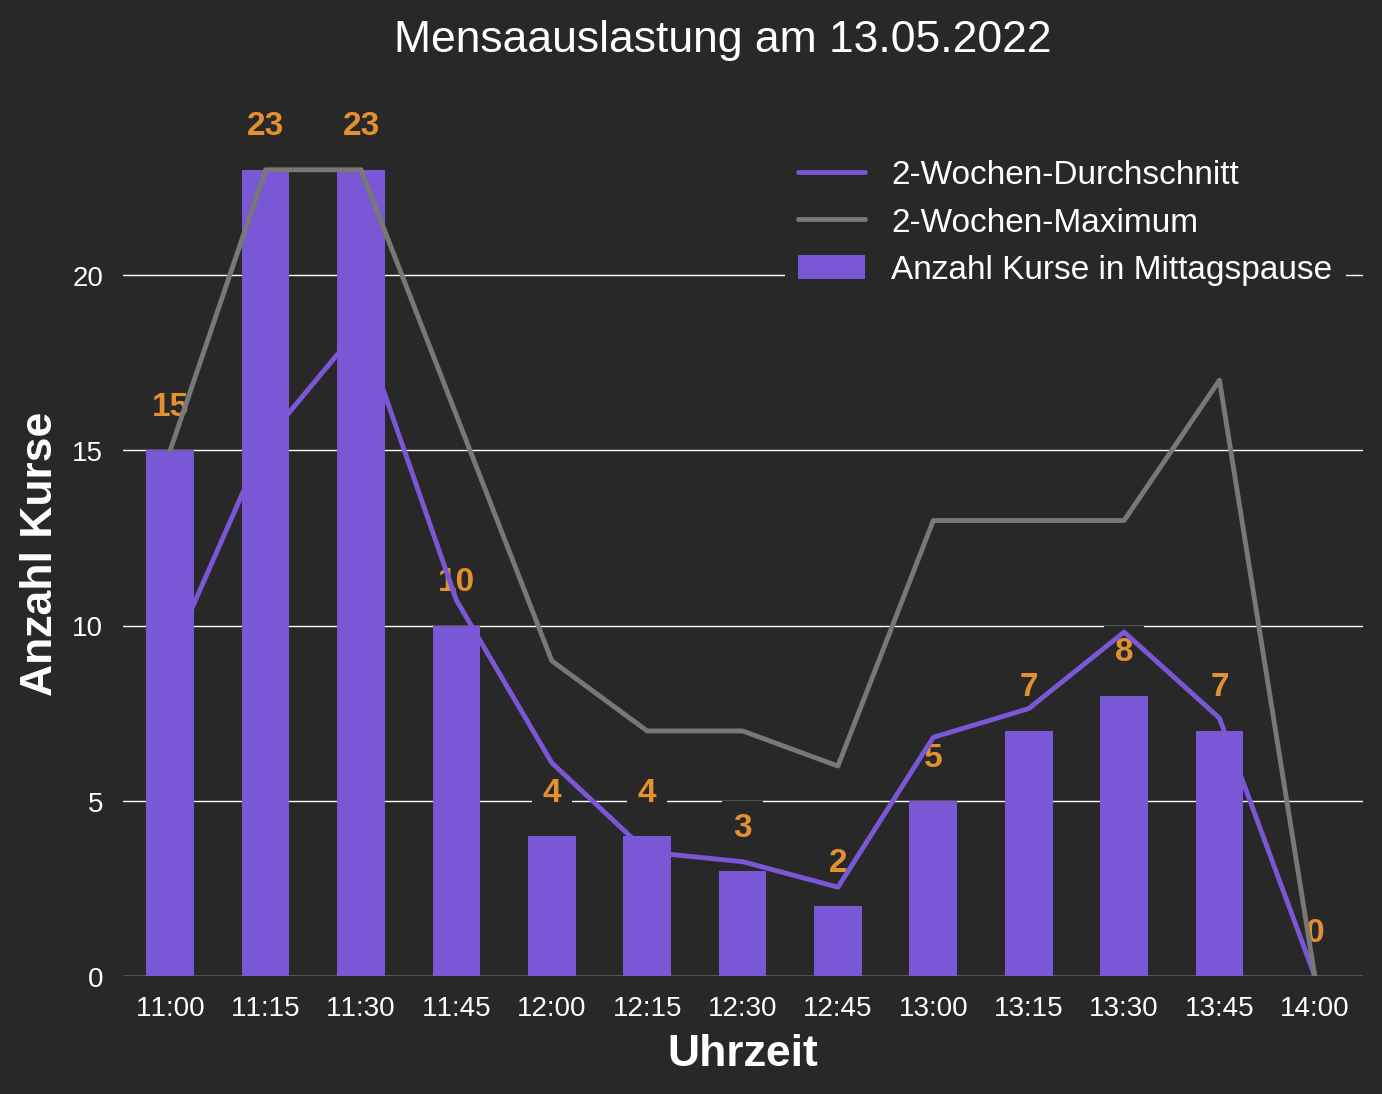 Mensaauslastung am 13.05.2022
23 23
2-Wochen-Durchschnitt
2-Wochen-Maximum
Anzahl Kurse in Mittagspause
20
15
15
10
10
8
7 7
5
4 4
5
3
2
0
0
11:00 11:15 11:30 11:45 12:00 12:15 12:30 12:45 13:00 13:15 13:30 13:45 14:00
Anzahl Kurse
Uhrzeit